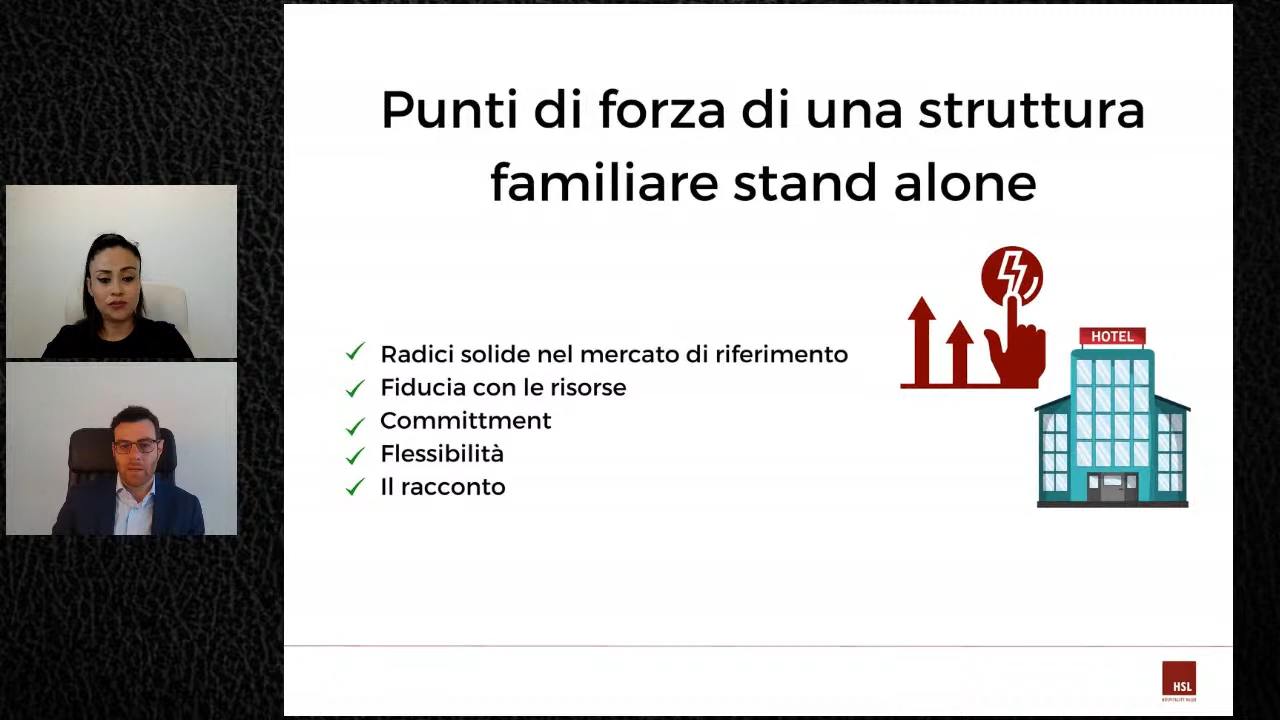 Punti di forza di una struttura
familiare stand alone
HOTEL
Radici solide nel mercato di riferimento
Fiducia con le risorse
Committment
Flessibilità
Il racconto
HSL